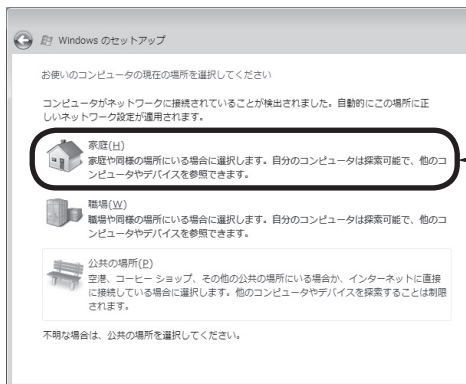 Windows のセットアップ
お使いのコンピュータの現在の場所を選択してください
コンピュータがネットワークに接続されていることが検出されました。自動的にこの場所に正
しいネットワーク設定が適用されます。
家庭(H)
家庭や同様の場所にいる場合に選択します。自分のコンピュータは探索可能で、他のコ
ンピュータやデバイスを参照できます。
職場(W)
職場や同様の場所にいる場合に選択します。自分のコンピュータは探索可能で、他のコ
ンピュータやデバイスを参照できます。
公共の場所(P)
空港、コーヒー ショップ、その他の公共の場所にいる場合か、インターネットに直接
に接続している場合に選択します。他のコンピュータやデバイスを探索することは制限
されます。
不明な場合は、公共の場所を選択してください。